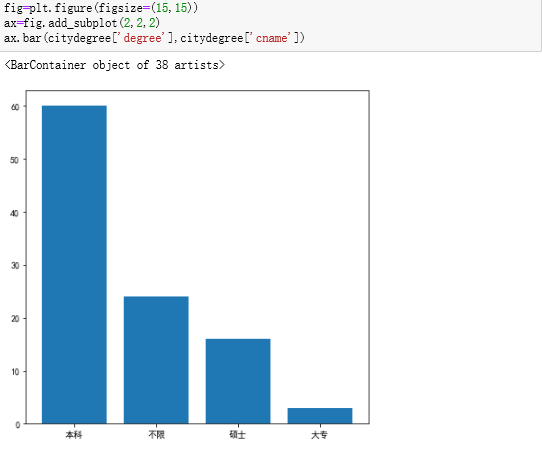 fig=plt.figure(figsize=(15,15))
ax=fig.add_subplot(2,2,2)
ax.bar(citydegree['degree'],citydegree['cname'])
<BarContainer object of 38 artists>
60
50
40
30
20
10
0
本科 不限 硕士 大专